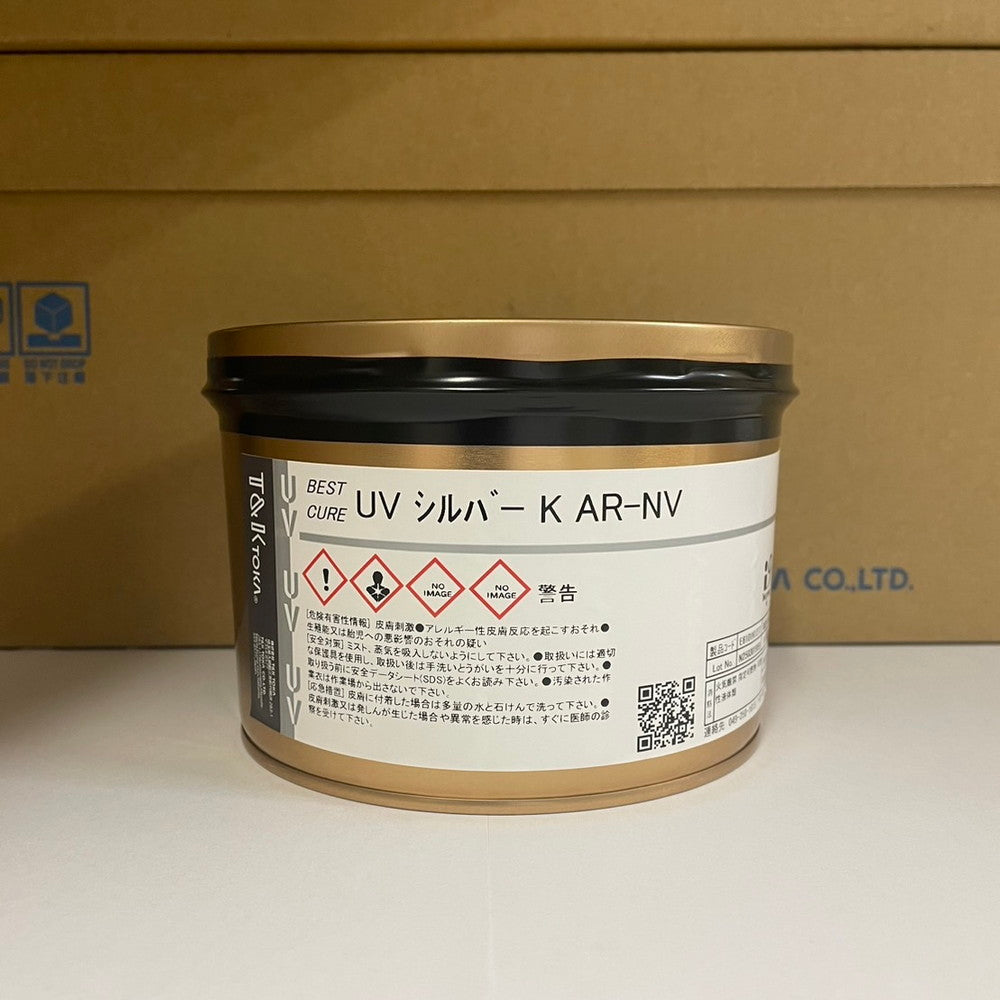 DO NOT DROP
落下注意
CO.,LTD.
T&K TOKA®
UV UV UV
BEST
CURE
UV シルバー K AR-NV
!
NO
IMAGE
NO
IMAGE
警告
[危険有害性情報] 皮膚刺激●アレルギー性皮膚反応を起こすおそれ●
生殖能又は胎児への悪影響のおそれの疑い
[安全対策] ミスト、蒸気を吸入しないようにして下さい。●取扱いには適切
な保護具を使用し、取扱い後は手洗いとうがいを十分に行って下さい。●
取り扱う前に安全データシート(SDS)をよくお読み下さい。●汚染された作
業衣は作業場から出さないで下さい。
[応急措置] 皮膚に付着した場合は多量の水と石けんで洗って下さい。●
皮膚刺激又は発しんが生じた場合や異常を感じた時は、すぐに医師の診
察を受けて下さい。
製品コード
Lot No.
消料法
連絡先